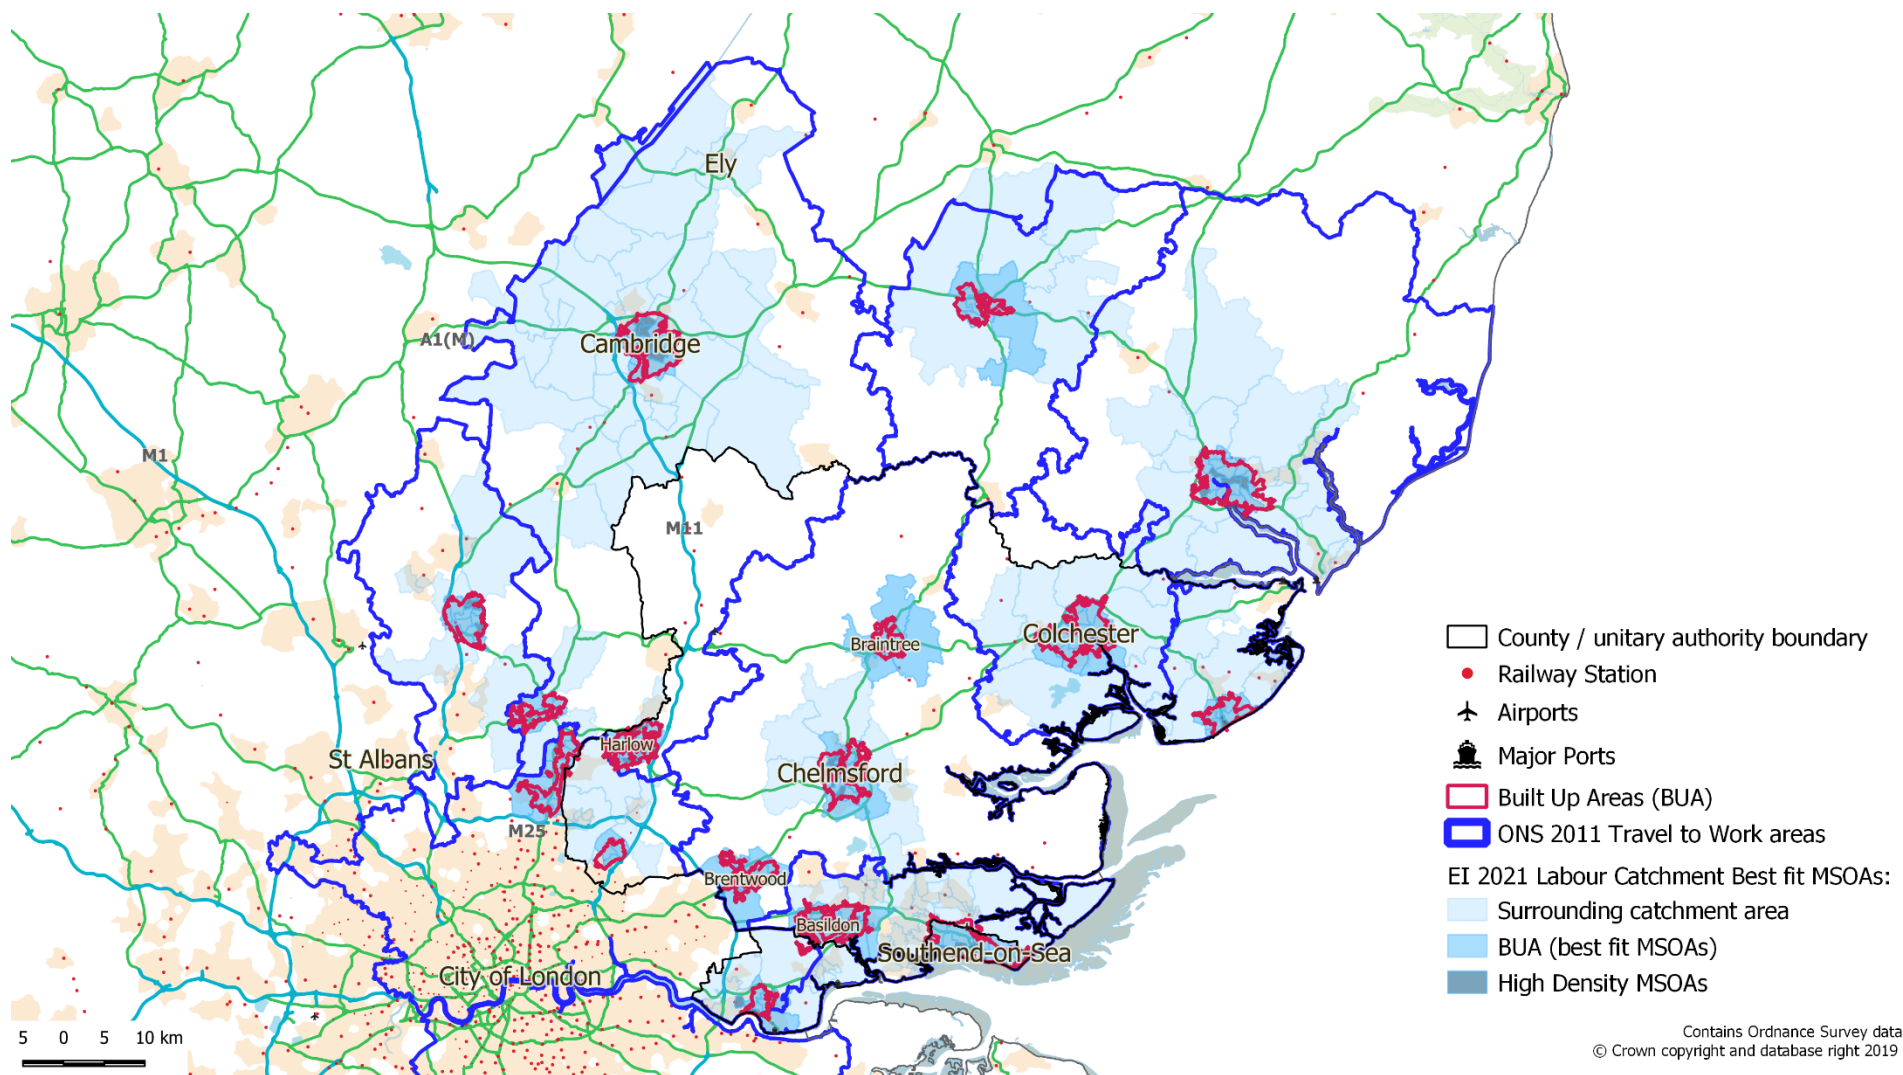 Ely
Cambridge
A1(M)
M1
M11
Braintree
Colchester
Harlow
St Albans
Chelmsford
M25
Brentwood
Basildon
Southend-on-Sea
City of London
5 0 5 10 km
County / unitary authority boundary
Railway Station
Airports
Major Ports
Built Up Areas (BUA)
ONS 2011 Travel to Work areas
EI 2021 Labour Catchment Best fit MSOAs:
Surrounding catchment area
BUA (best fit MSOAs)
High Density MSOAs
Contains Ordnance Survey data
© Crown copyright and database right 2019